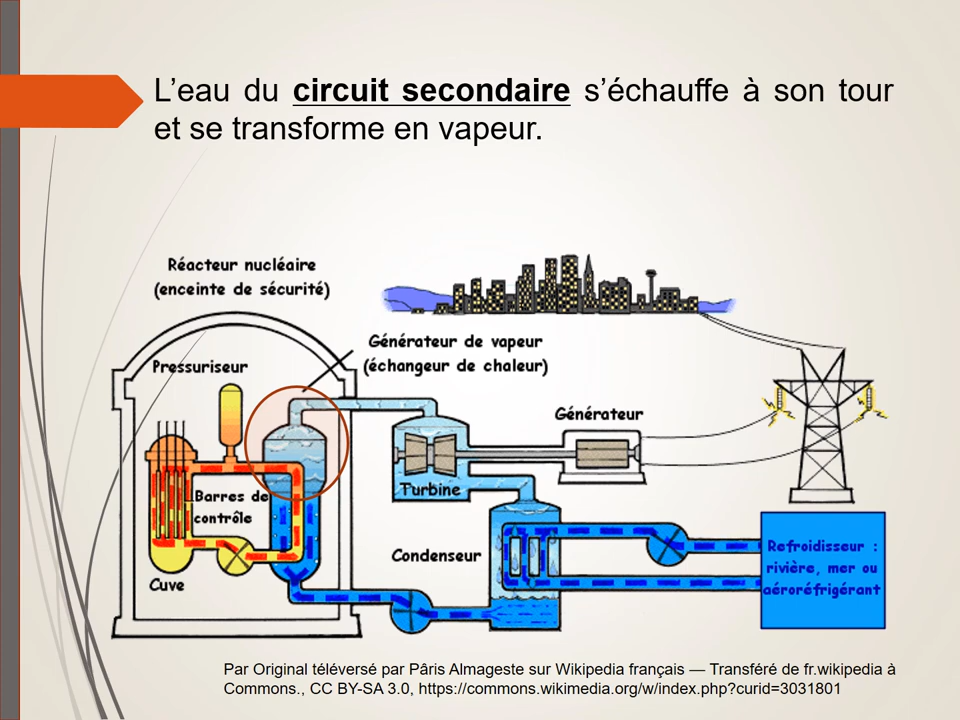 L’eau du circuit secondaire s’échauffe à son tour
et se transforme en vapeur.
Réacteur nucléaire
(enceinte de sécurité)
Générateur de vapeur
(échangeur de chaleur)
Pressuriseur
Générateur
Turbine
Barres de
contrôle
Condenseur
Refroidisseur :
rivière, mer ou
aéroréfrigérant
Cuve
Par Original téléversé par Pâris Almageste sur Wikipedia français — Transféré de fr.wikipedia à
Commons., CC BY-SA 3.0, https://commons.wikimedia.org/w/index.php?curid=3031801